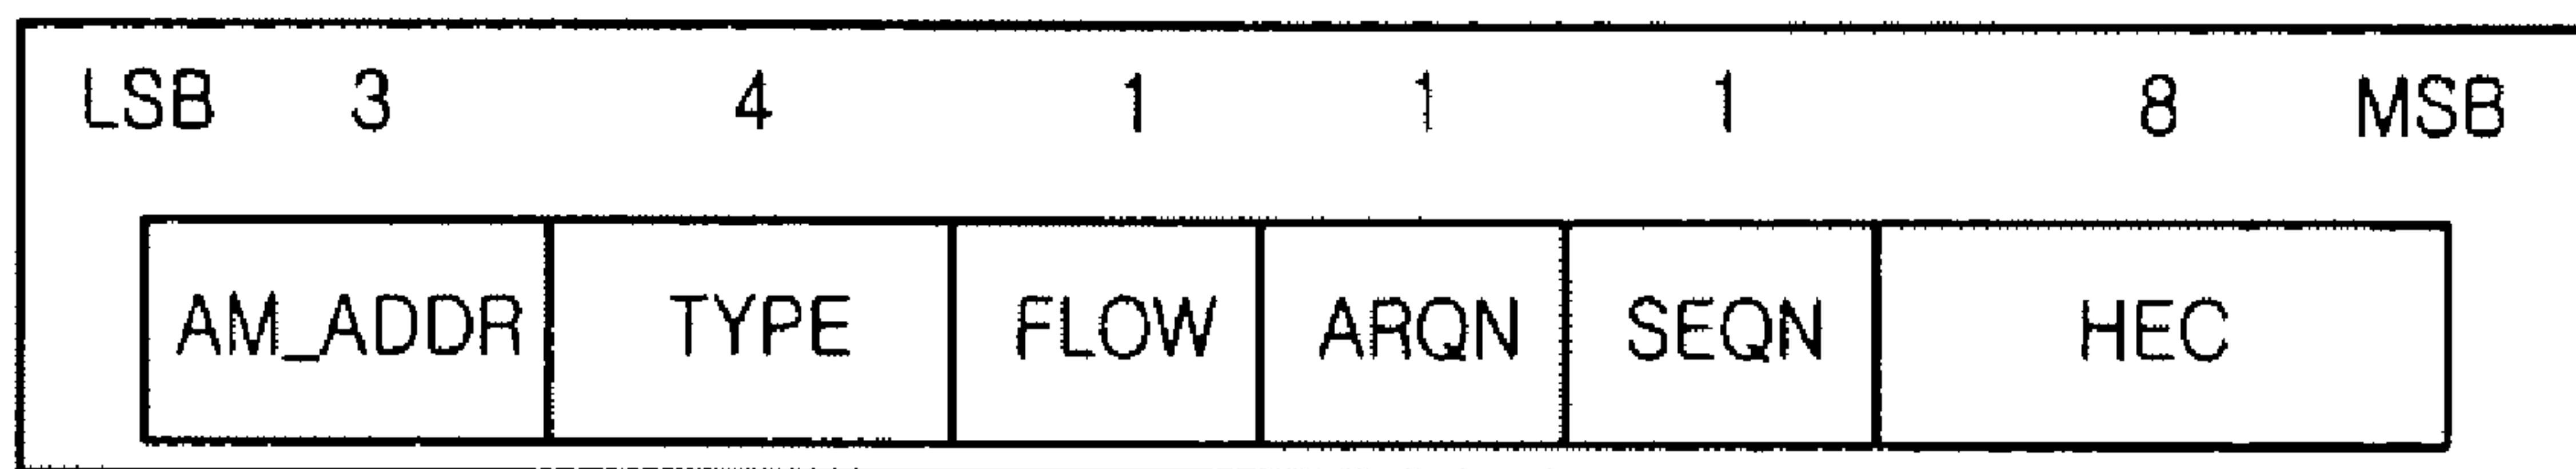 LSB 3 4 1 1 1 8 MSB
AM_ADDR TYPE FLOW ARQN SEQN HEC